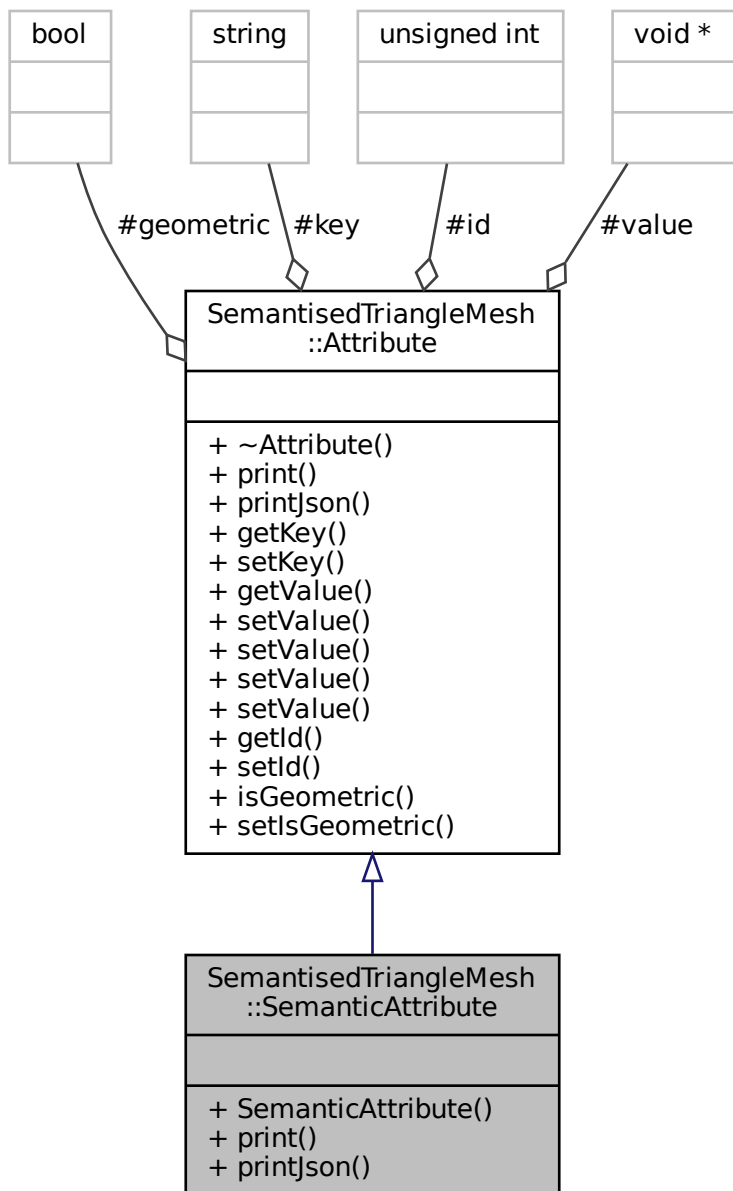 bool
string
unsigned int
void *
#geometric
#key
#id
#value
SemantisedTriangleMesh
::Attribute
+ ~Attribute()
+ print()
+ printJson()
+ getKey()
+ setKey()
+ getValue()
+ setValue()
+ setValue()
+ setValue()
+ setValue()
+ getId()
+ setId()
+ isGeometric()
+ setIsGeometric()
SemantisedTriangleMesh
::SemanticAttribute
+ SemanticAttribute()
+ print()
+ printJson()